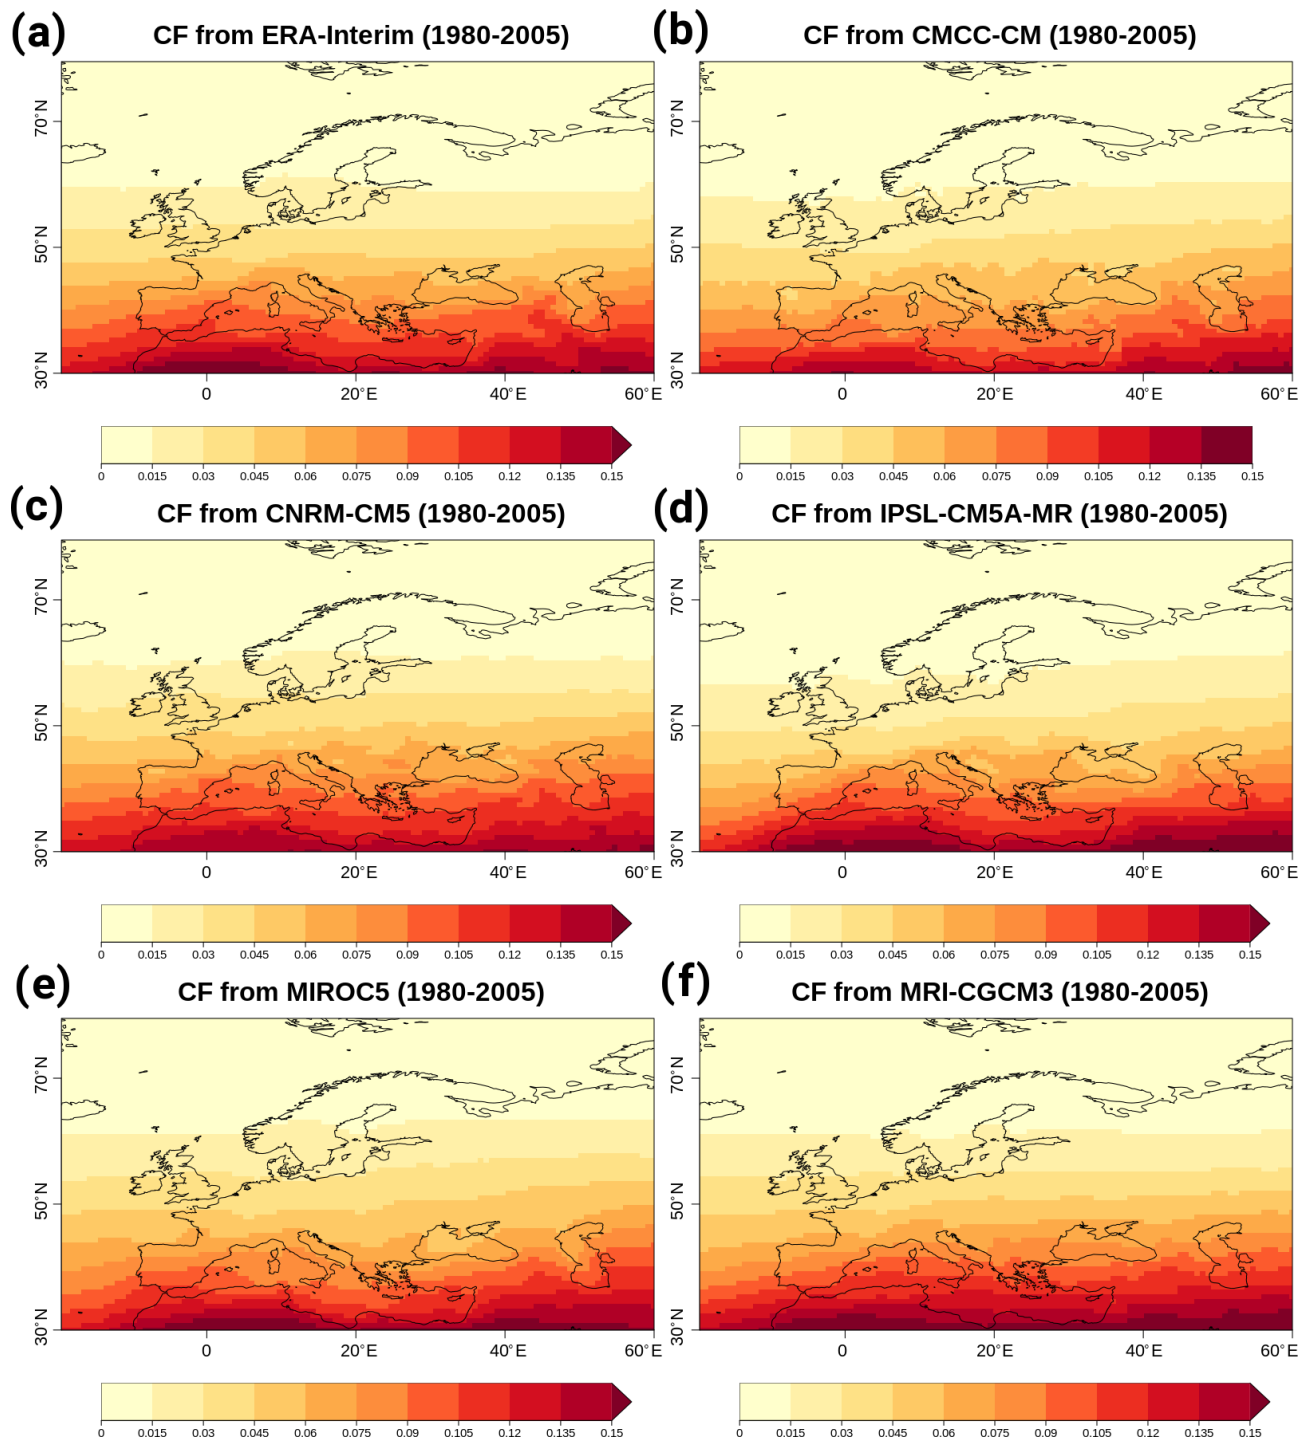 (a) CF from ERA-Interim (1980-2005)
(b) CF from CMCC-CM (1980-2005)
70°N
50°N
30°N
0 20°E 40°E 60°E
70°N
50°N
30°N
0 20°E 40°E 60°E
0 0.015 0.03 0.045 0.06 0.075 0.09 0.105 0.12 0.135 0.15
0 0.015 0.03 0.045 0.06 0.075 0.09 0.105 0.12 0.135 0.15
(c) CF from CNRM-CM5 (1980-2005)
(d) CF from IPSL-CM5A-MR (1980-2005)
70°N
50°N
30°N
0 20°E 40°E 60°E
70°N
50°N
30°N
0 20°E 40°E 60°E
0 0.015 0.03 0.045 0.06 0.075 0.09 0.105 0.12 0.135 0.15
0 0.015 0.03 0.045 0.06 0.075 0.09 0.105 0.12 0.135 0.15
(e) CF from MIROC5 (1980-2005)
(f) CF from MRI-CGCM3 (1980-2005)
70°N
50°N
30°N
0 20°E 40°E 60°E
70°N
50°N
30°N
0 20°E 40°E 60°E
0 0.015 0.03 0.045 0.06 0.075 0.09 0.105 0.12 0.135 0.15
0 0.015 0.03 0.045 0.06 0.075 0.09 0.105 0.12 0.135 0.15